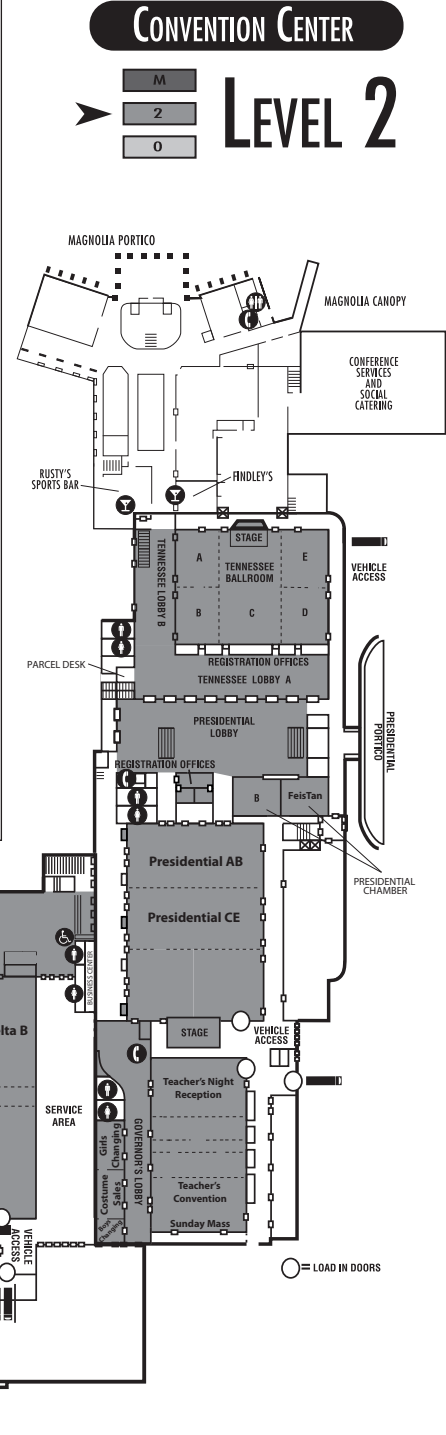 CONVENTION CENTER
M
2
0
LEVEL 2
MAGNOLIA PORTICO
MAGNOLIA CANOPY
CONFERENCE
SERVICES
AND
SOCIAL
CATERING
RUSTY'S
SPORTS BAR
FINDLEY'S
STAGE
A
E
TENNESSEE
BALLROOM
B
C
D
TENNESSEE LOBBY B
VEHICLE
ACCESS
PARCEL DESK
REGISTRATION OFFICES
TENNESSEE LOBBY A
PRESIDENTIAL
LOBBY
PRESIDENTIAL
PORTICO
REGISTRATION OFFICES
B
FeisTan
PRESIDENTIAL
CHAMBER
Presidential AB
Presidential CE
BUSINESS CENTER
lta B
STAGE
VEHICLE
ACCESS
SERVICE
AREA
Teacher's Night
Reception
GOVERNOR'S LOBBY
Girls
Changing
Costume
Sales
Boys
Changing
Teacher's
Convention
Sunday Mass
VEHICLE
ACCESS
= LOAD IN DOORS